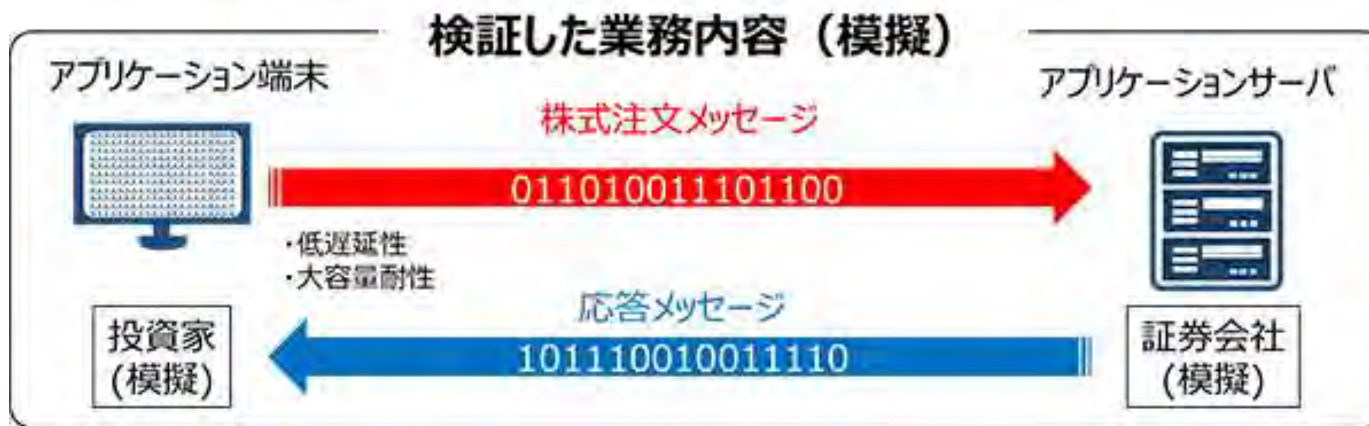 検証した業務内容（模擬）
アプリケーション端末
アプリケーションサーバ
株式注文メッセージ
011010011101100
・低遅延性
・大容量耐性
応答メッセージ
101110010011110
投資家
(模擬)
証券会社
(模擬)